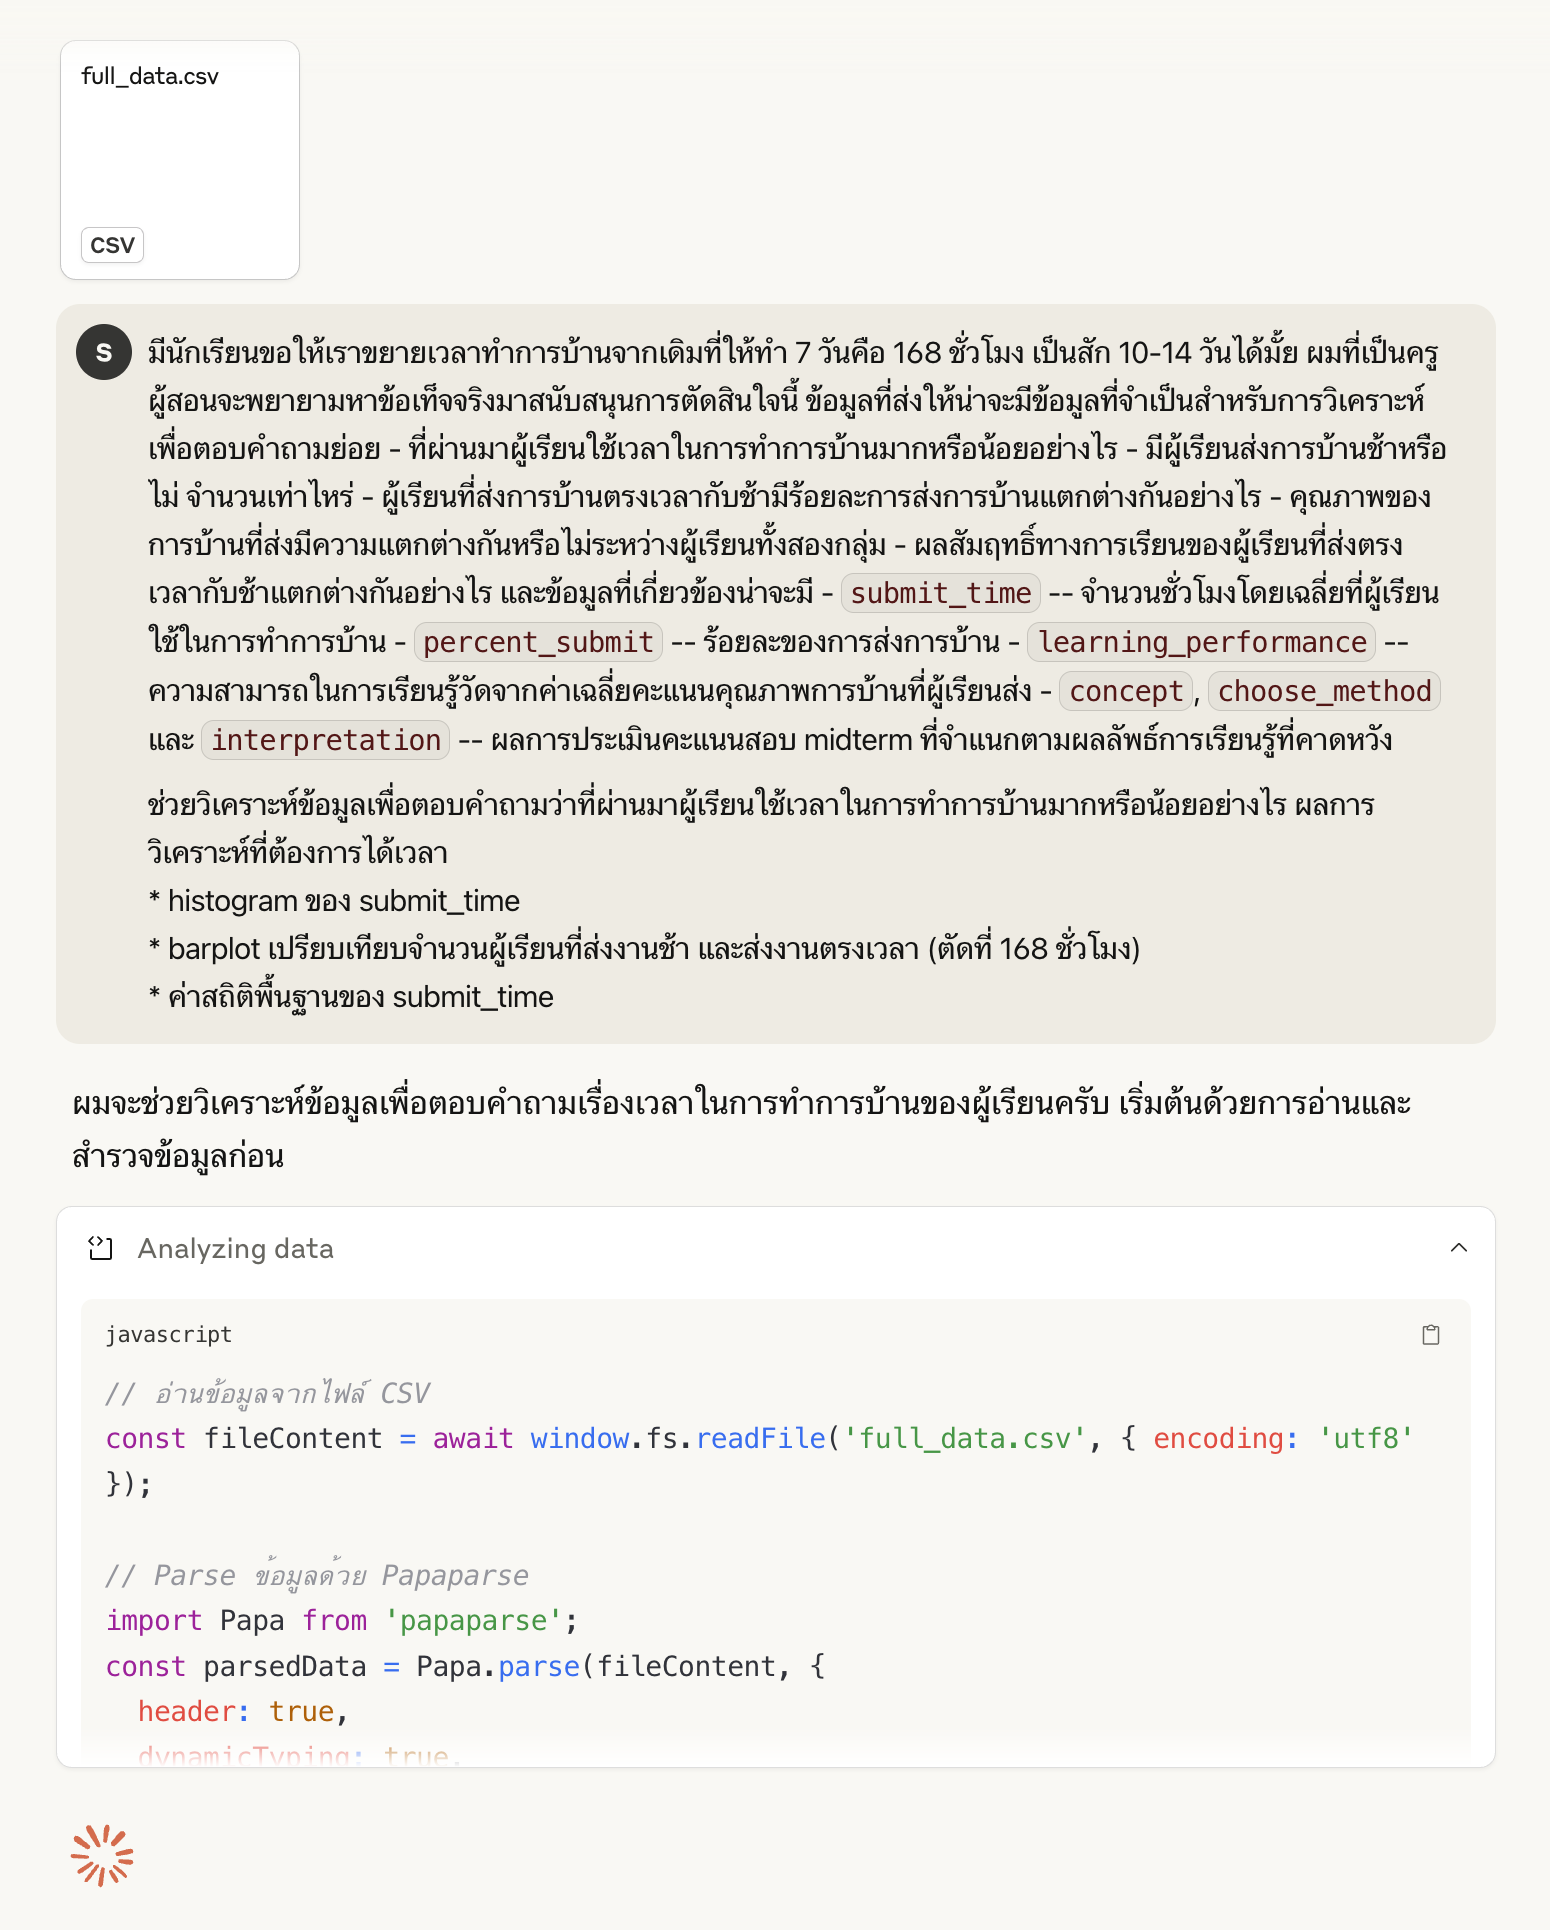 full_data.csv
CSV
S
มีนักเรียนขอให้เราขยายเวลาทำการบ้านจากเดิมที่ให้ทำ 7 วันคือ 168 ชั่วโมง เป็นสัก 10-14 วันได้มั้ย ผมที่เป็นครู
ผู้สอนจะพยายามหาข้อเท็จจริงมาสนับสนุนการตัดสินใจนี้ ข้อมูลที่ส่งให้น่าจะมีข้อมูลที่จำเป็นสำหรับการวิเคราะห์
เพื่อตอบคำถามย่อย - ที่ผ่านมาผู้เรียนใช้เวลาในการทำการบ้านมากหรือน้อยอย่างไร - มีผู้เรียนส่งการบ้านช้าหรือ
ไม่ จำนวนเท่าไหร่ - ผู้เรียนที่ส่งการบ้านตรงเวลากับช้ามีร้อยละการส่งการบ้านแตกต่างกันอย่างไร - คุณภาพของ
การบ้านที่ส่งมีความแตกต่างกันหรือไม่ระหว่างผู้เรียนทั้งสองกลุ่ม - ผลสัมฤทธิ์ทางการเรียนของผู้เรียนที่ส่งตรง
เวลากับช้าแตกต่างกันอย่างไร และข้อมูลที่เกี่ยวข้องน่าจะมี - submit_time -- จำนวนชั่วโมงโดยเฉลี่ยที่ผู้เรียน
ใช้ในการทำการบ้าน - percent_submit -- ร้อยละของการส่งการบ้าน - learning_performance --
ความสามารถในการเรียนรู้วัดจากค่าเฉลี่ยคะแนนคุณภาพการบ้านที่ผู้เรียนส่ง - concept, choose_method
และ interpretation -- ผลการประเมินคะแนนสอบ midterm ที่จำแนกตามผลลัพธ์การเรียนรู้ที่คาดหวัง
ช่วยวิเคราะห์ข้อมูลเพื่อตอบคำถามว่าที่ผ่านมาผู้เรียนใช้เวลาในการทำการบ้านมากหรือน้อยอย่างไร ผลการ
วิเคราะห์ที่ต้องการได้เวลา
* histogram ของ submit_time
* barplot เปรียบเทียบจำนวนผู้เรียนที่ส่งงานช้า และส่งงานตรงเวลา (ตัดที่ 168 ชั่วโมง)
* ค่าสถิติพื้นฐานของ submit_time
ผมจะช่วยวิเคราะห์ข้อมูลเพื่อตอบคำถามเรื่องเวลาในการทำการบ้านของผู้เรียนครับ เริ่มต้นด้วยการอ่านและ
สำรวจข้อมูลก่อน
Analyzing data
javascript
// อ่านข้อมูลจากไฟล์ CSV
const fileContent = await window.fs.readFile('full_data.csv', { encoding: 'utf8'
});
// Parse ข้อมูลด้วย Papaparse
import Papa from 'papaparse';
const parsedData = Papa.parse(fileContent, {
header: true,
dynamicTyping: true,